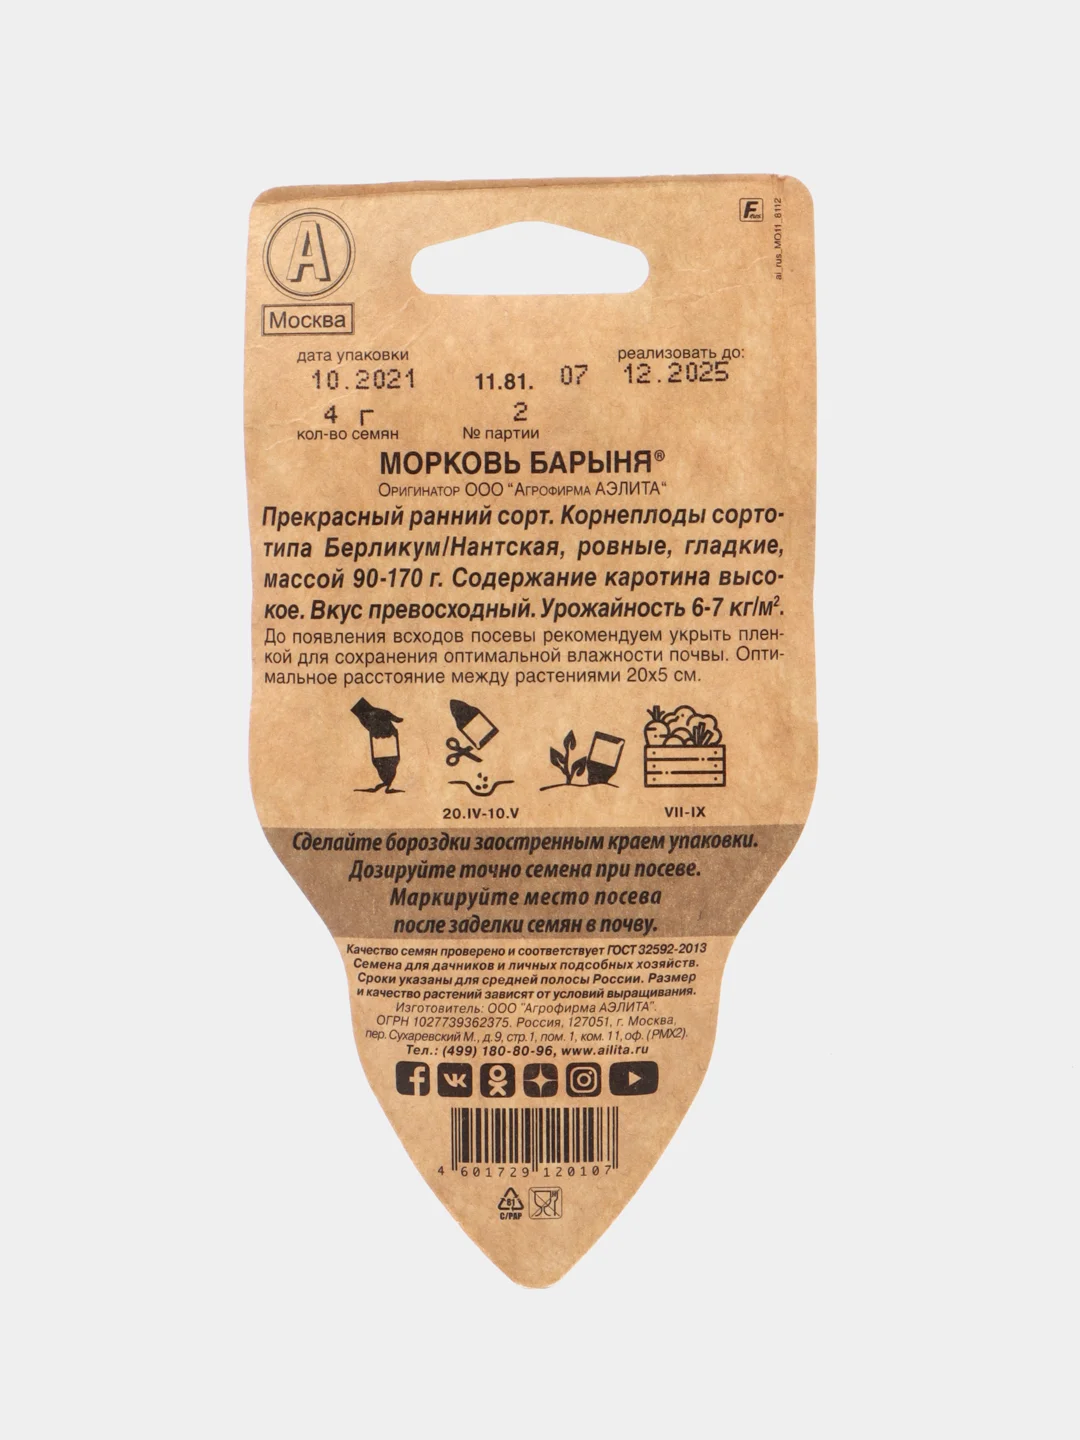 F
ai_rus_MO11_8112
А
Москва
дата упаковки
реализовать до:
10.2021 11.81. 07 12.2025
4 г 2
кол-во семян № партии
МОРКОВЬ БАРЫНЯ®
Оригинатор ООО "Агрофирма АЭЛИТА"
Прекрасный ранний сорт. Корнеплоды сорто-
типа Берликум/Нантская, ровные, гладкие,
массой 90-170 г. Содержание каротина высо-
кое. Вкус превосходный. Урожайность 6-7 кг/м².
До появления всходов посевы рекомендуем укрыть плен-
кой для сохранения оптимальной влажности почвы. Опти-
мальное расстояние между растениями 20x5 см.
20.IV-10.V VII-IX
Сделайте бороздки заостренным краем упаковки.
Дозируйте точно семена при посеве.
Маркируйте место посева
после заделки семян в почву.
Качество семян проверено и соответствует ГОСТ 32592-2013
Семена для дачников и личных подсобных хозяйств.
Сроки указаны для средней полосы России. Размер
и качество растений зависят от условий выращивания.
Изготовитель: ООО "Агрофирма АЭЛИТА".
ОГРН 1027739362375. Россия, 127051, г. Москва,
пер. Сухаревский М., д.9, стр.1, пом. 1, ком. 11, оф. (РМХ2).
Тел.: (499) 180-80-96, www.ailita.ru
4 601729 120107
81
C/PAP